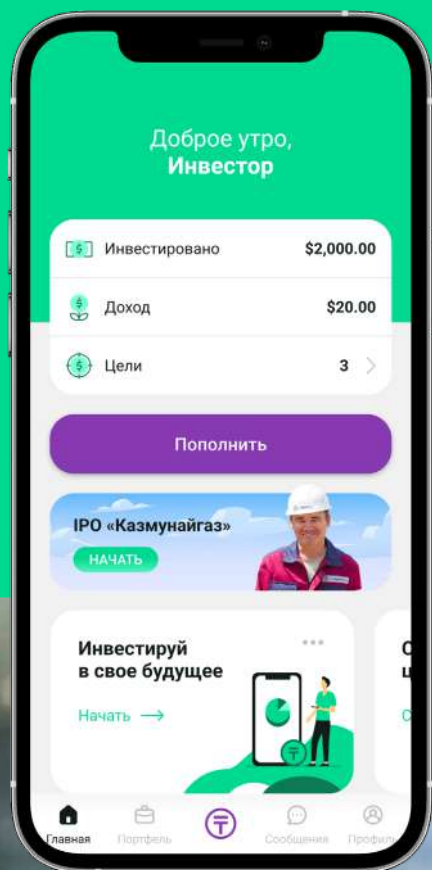 Доброе утро,
Инвестор
Инвестировано $2,000.00
Доход $20.00
Цели 3
Пополнить
IPO «Казмунайгаз»
НАЧАТЬ
Инвестируй
в свое будущее
Начать →
Главная Портфель Сообщения Профиль